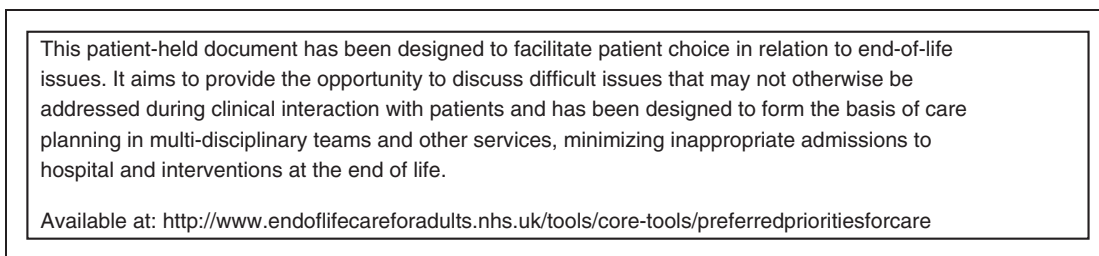 This patient-held document has been designed to facilitate patient choice in relation to end-of-life
issues. It aims to provide the opportunity to discuss difficult issues that may not otherwise be
addressed during clinical interaction with patients and has been designed to form the basis of care
planning in multi-disciplinary teams and other services, minimizing inappropriate admissions to
hospital and interventions at the end of life.
Available at: http://www.endoflifecareforadults.nhs.uk/tools/core-tools/preferredprioritiesforcare